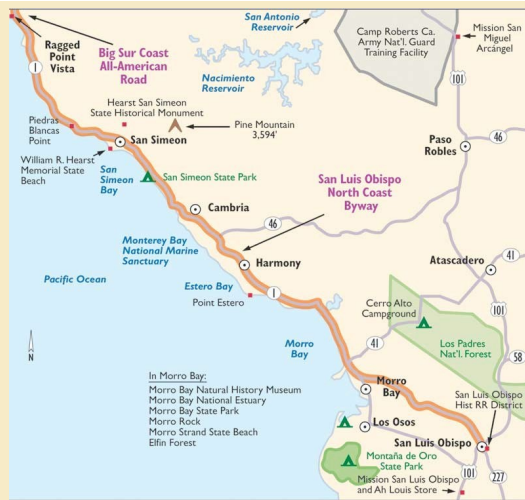 San Antonio
Reservoir
Camp Roberts Ca.
Army Nat'l. Guard
Training Facility
Mission San
Miguel
Arcángel
Ragged
Point
Vista
Big Sur Coast
All-American
Road
1
Nacimiento
Reservoir
101
Hearst San Simeon
State Historical Monument
Piedras
Blancas
Point
Pine Mountain
3,594'
San Simeon
Paso
Robles
46
William R. Hearst
Memorial State
Beach
San
Simeon
Bay
San Simeon State Park
San Luis Obispo
North Coast
Byway
Cambria
46
Monterey Bay
National Marine
Sanctuary
Harmony
Atascadero
41
Pacific Ocean
Estero Bay
Point Estero
1
Cerro Alto
Campground
101
N
Morro
Bay
41
Los Padres
Nat'l. Forest
58
In Morro Bay:
Morro Bay Natural History Museum
Morro Bay National Estuary
Morro Bay State Park
Morro Rock
Morro Strand State Beach
Elfin Forest
Morro
Bay
San Luis Obispo
Hist RR District
Los Osos
San Luis Obispo
Montaña de Oro
State Park
Mission San Luis Obispo
and Ah Louis Store
101
227